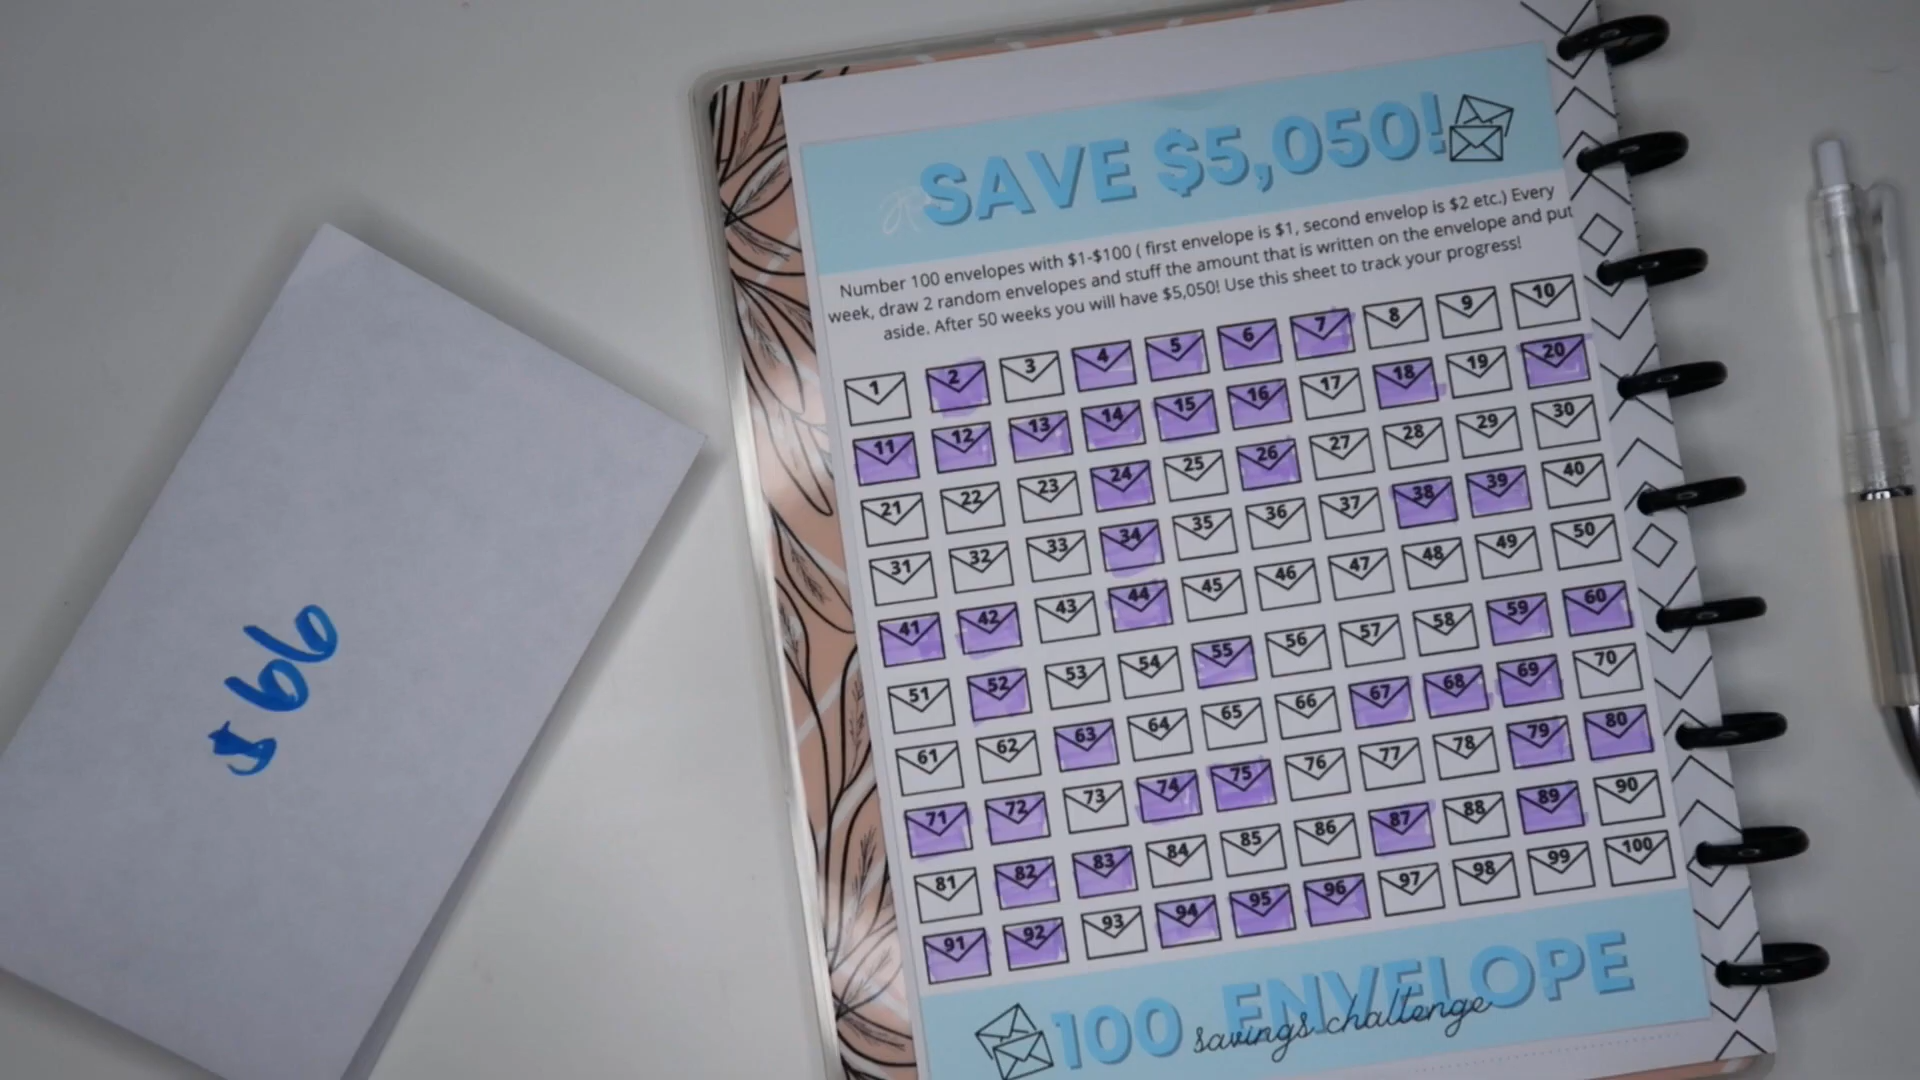 $66
SAVE $5,050!
Number 100 envelopes with $1-$100 ( first envelope is $1, second envelop is $2 etc.) Every
week, draw 2 random envelopes and stuff the amount that is written on the envelope and put
aside. After 50 weeks you will have $5,050! Use this sheet to track your progress!
1 2 3 4 5 6 7 8 9 10
11 12 13 14 15 16 17 18 19 20
21 22 23 24 25 26 27 28 29 30
31 32 33 34 35 36 37 38 39 40
41 42 43 44 45 46 47 48 49 50
51 52 53 54 55 56 57 58 59 60
61 62 63 64 65 66 67 68 69 70
71 72 73 74 75 76 77 78 79 80
81 82 83 84 85 86 87 88 89 90
91 92 93 94 95 96 97 98 99 100
100 ENVELOPE
savings challenge